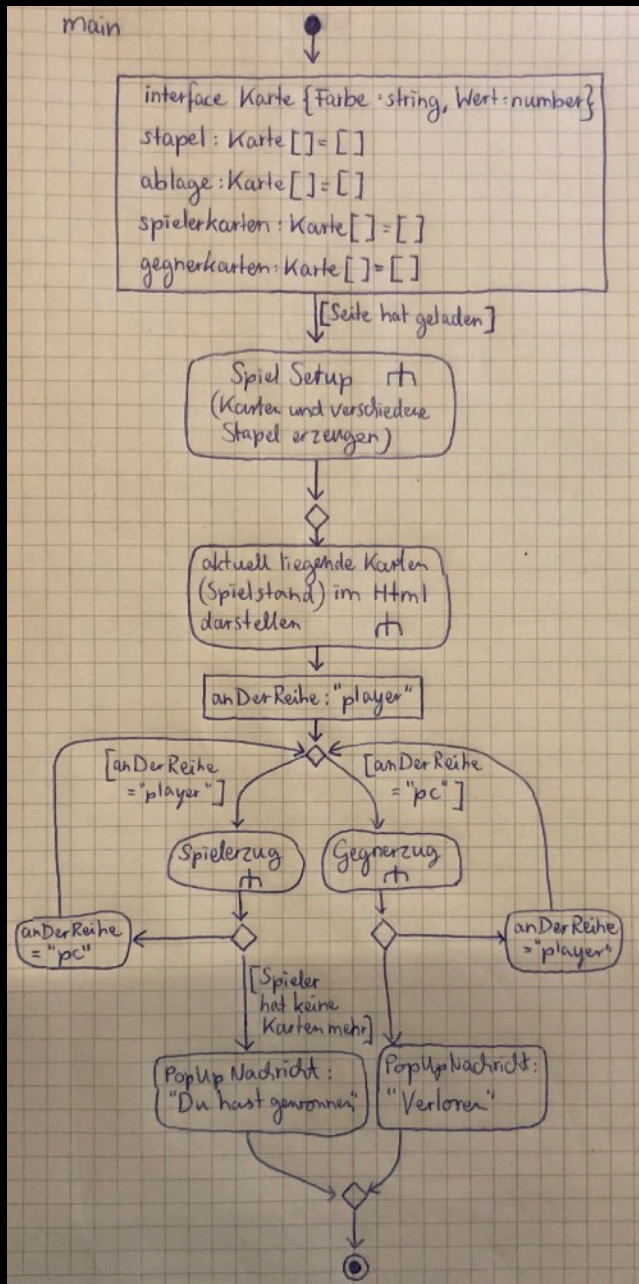 main
interface Karte {Farbe:string, Wert:number}
stapel: Karte[]=[]
ablage:Karte[]=[]
spielerkarten: Karte[]=[]
gegnerkarten: Karte[]=[]
[Seite hat geladen]
Spiel Setup
(Karten und verschiedene
Stapel erzeugen)
aktuell liegende Karten
(Spielstand) im Html
darstellen
anDerReihe: "player"
[anDerReihe
="player"]
[anDerReihe
="pc"]
Spielerzug
Gegnerzug
anDerReihe
= "pc"
anDerReihe
="player"
[Spieler
hat keine
Karten mehr]
PopUp Nachricht:
"Du hast gewonnen"
PopUpNachricht:
"Verloren"